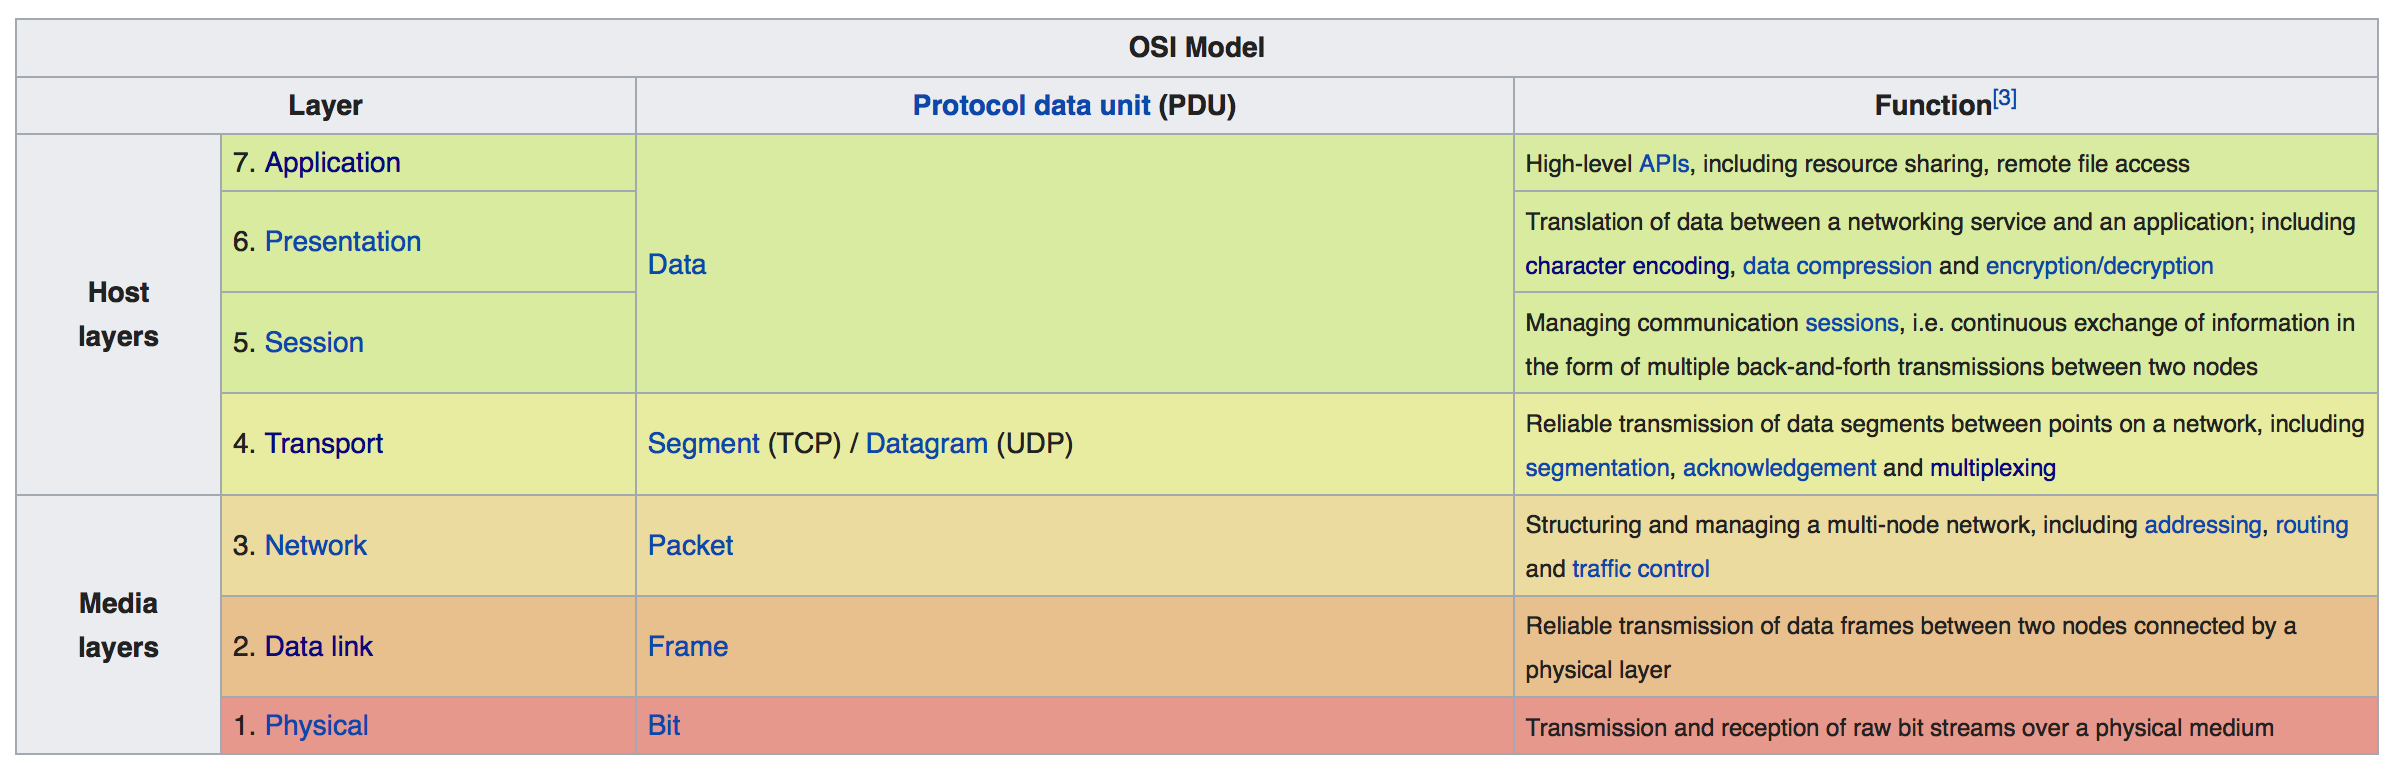 OSI Model
Layer
Protocol data unit (PDU)
Function[3]
Host
layers
7. Application
Data
High-level APIs, including resource sharing, remote file access
6. Presentation
Translation of data between a networking service and an application; including
character encoding, data compression and encryption/decryption
5. Session
Managing communication sessions, i.e. continuous exchange of information in
the form of multiple back-and-forth transmissions between two nodes
4. Transport
Segment (TCP) / Datagram (UDP)
Reliable transmission of data segments between points on a network, including
segmentation, acknowledgement and multiplexing
Media
layers
3. Network
Packet
Structuring and managing a multi-node network, including addressing, routing
and traffic control
2. Data link
Frame
Reliable transmission of data frames between two nodes connected by a
physical layer
1. Physical
Bit
Transmission and reception of raw bit streams over a physical medium